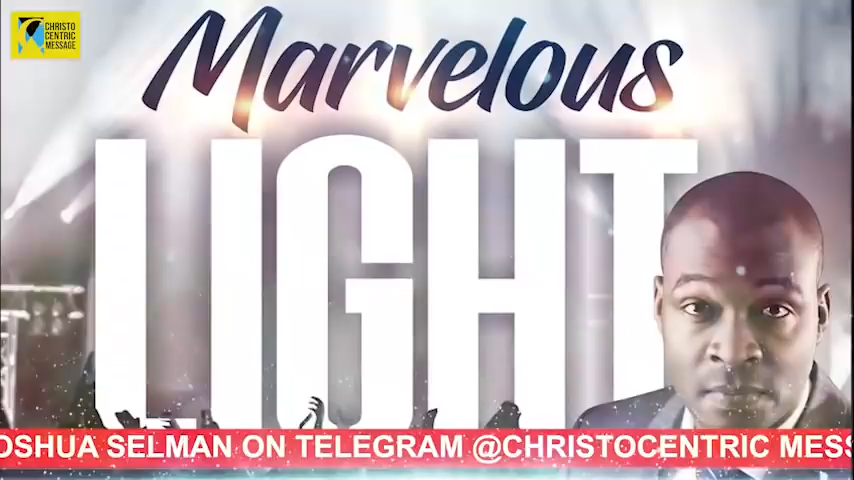 CHRISTO
CENTRIC
MESSAGE
Marvelous
LIGHT
OSHUA SELMAN ON TELEGRAM @CHRISTOCENTRIC MESS